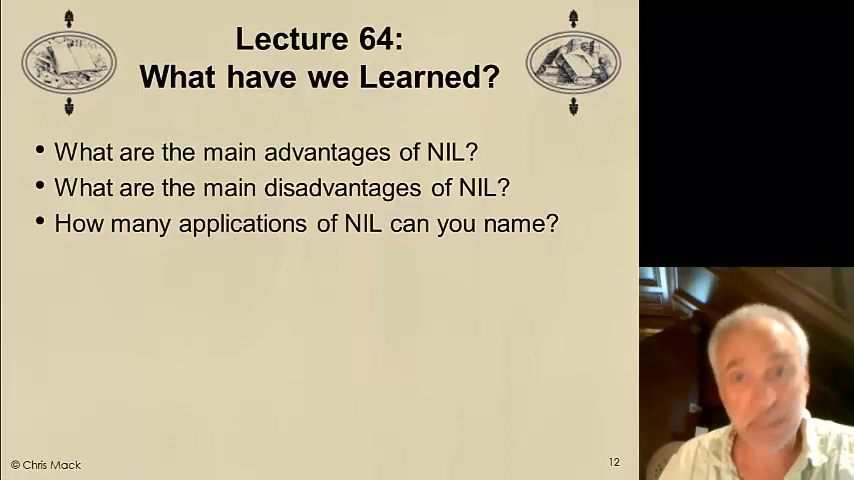 Lecture 64:
What have we Learned?
• What are the main advantages of NIL?
• What are the main disadvantages of NIL?
• How many applications of NIL can you name?
© Chris Mack
12